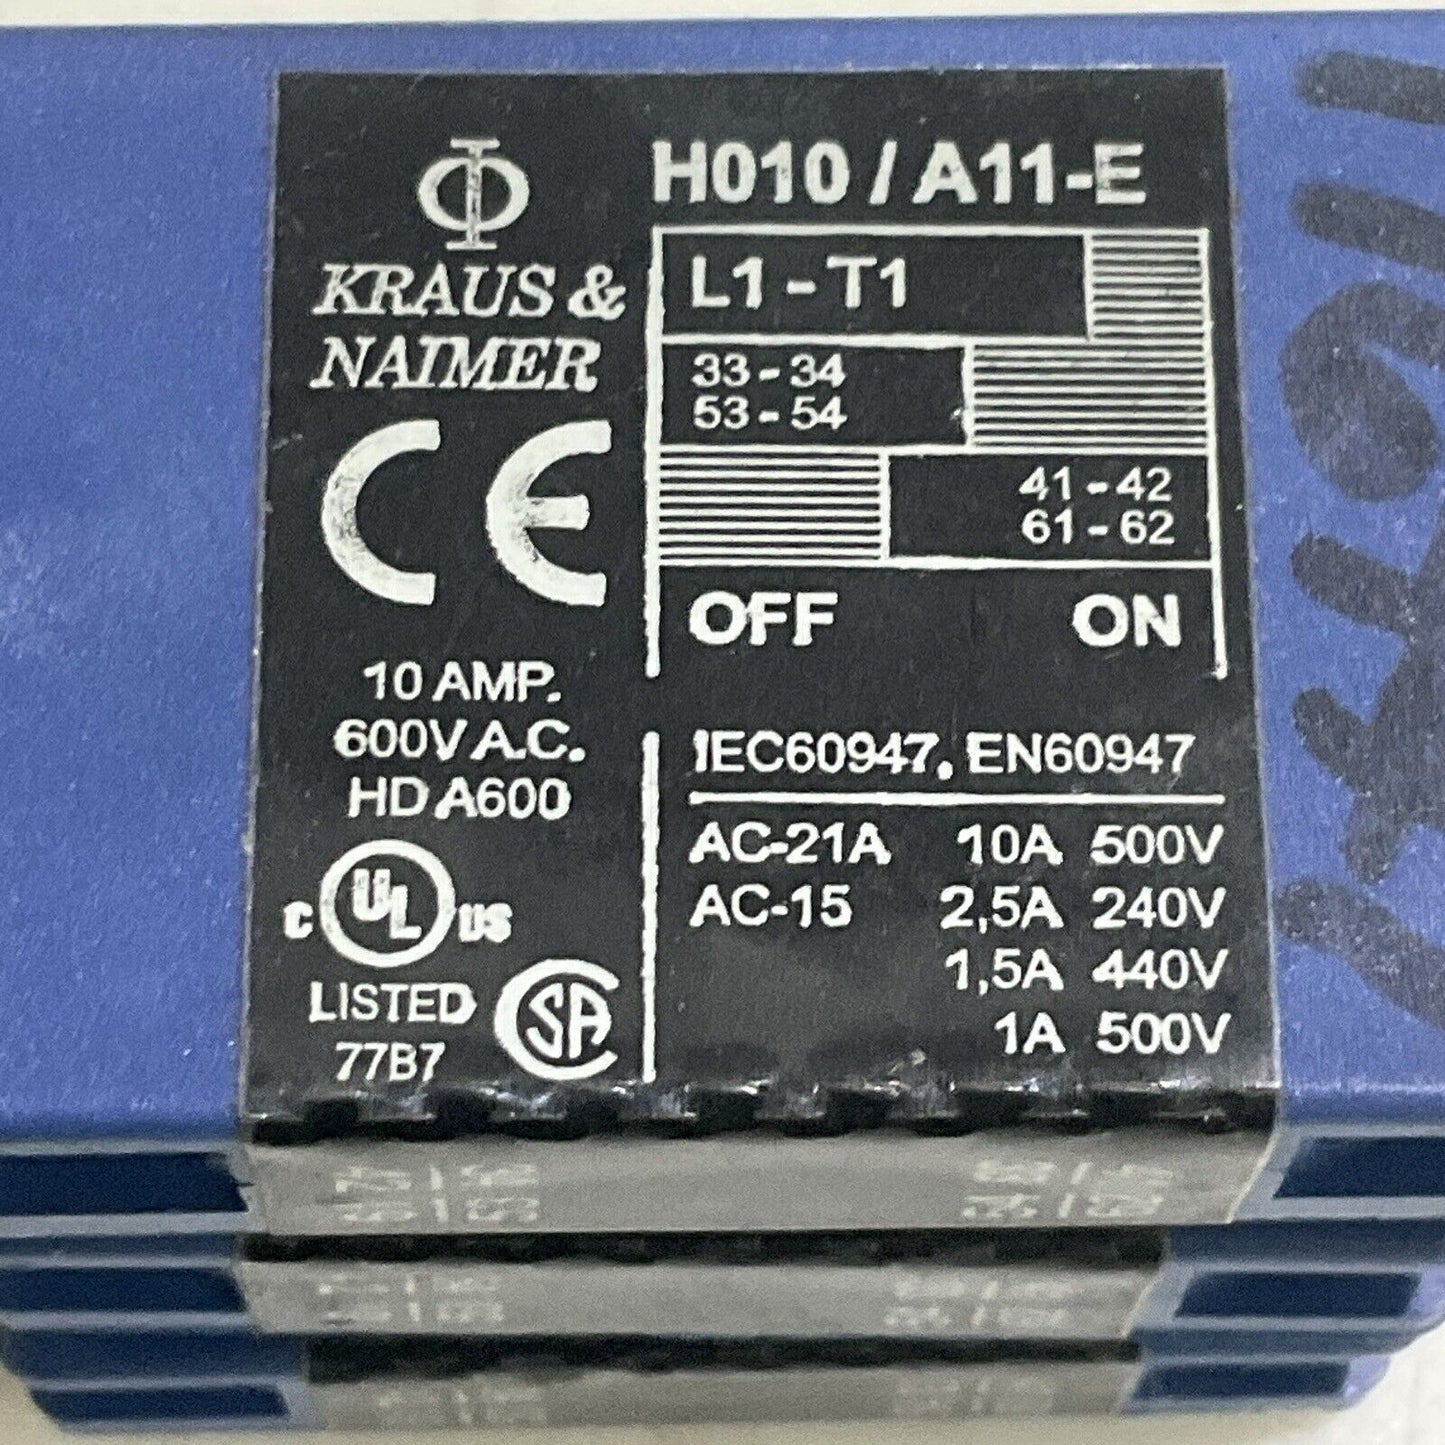 KRAUS &
NAIMER
CE
10 AMP.
600V A.C.
HD A600
C UL US
LISTED
77B7
CSA
H010 / A11-E
L1 - T1
33 - 34
53 - 54
41 - 42
61 - 62
OFF ON
IEC60947, EN60947
AC-21A 10A 500V
AC-15 2,5A 240V
1,5A 440V
1A 500V